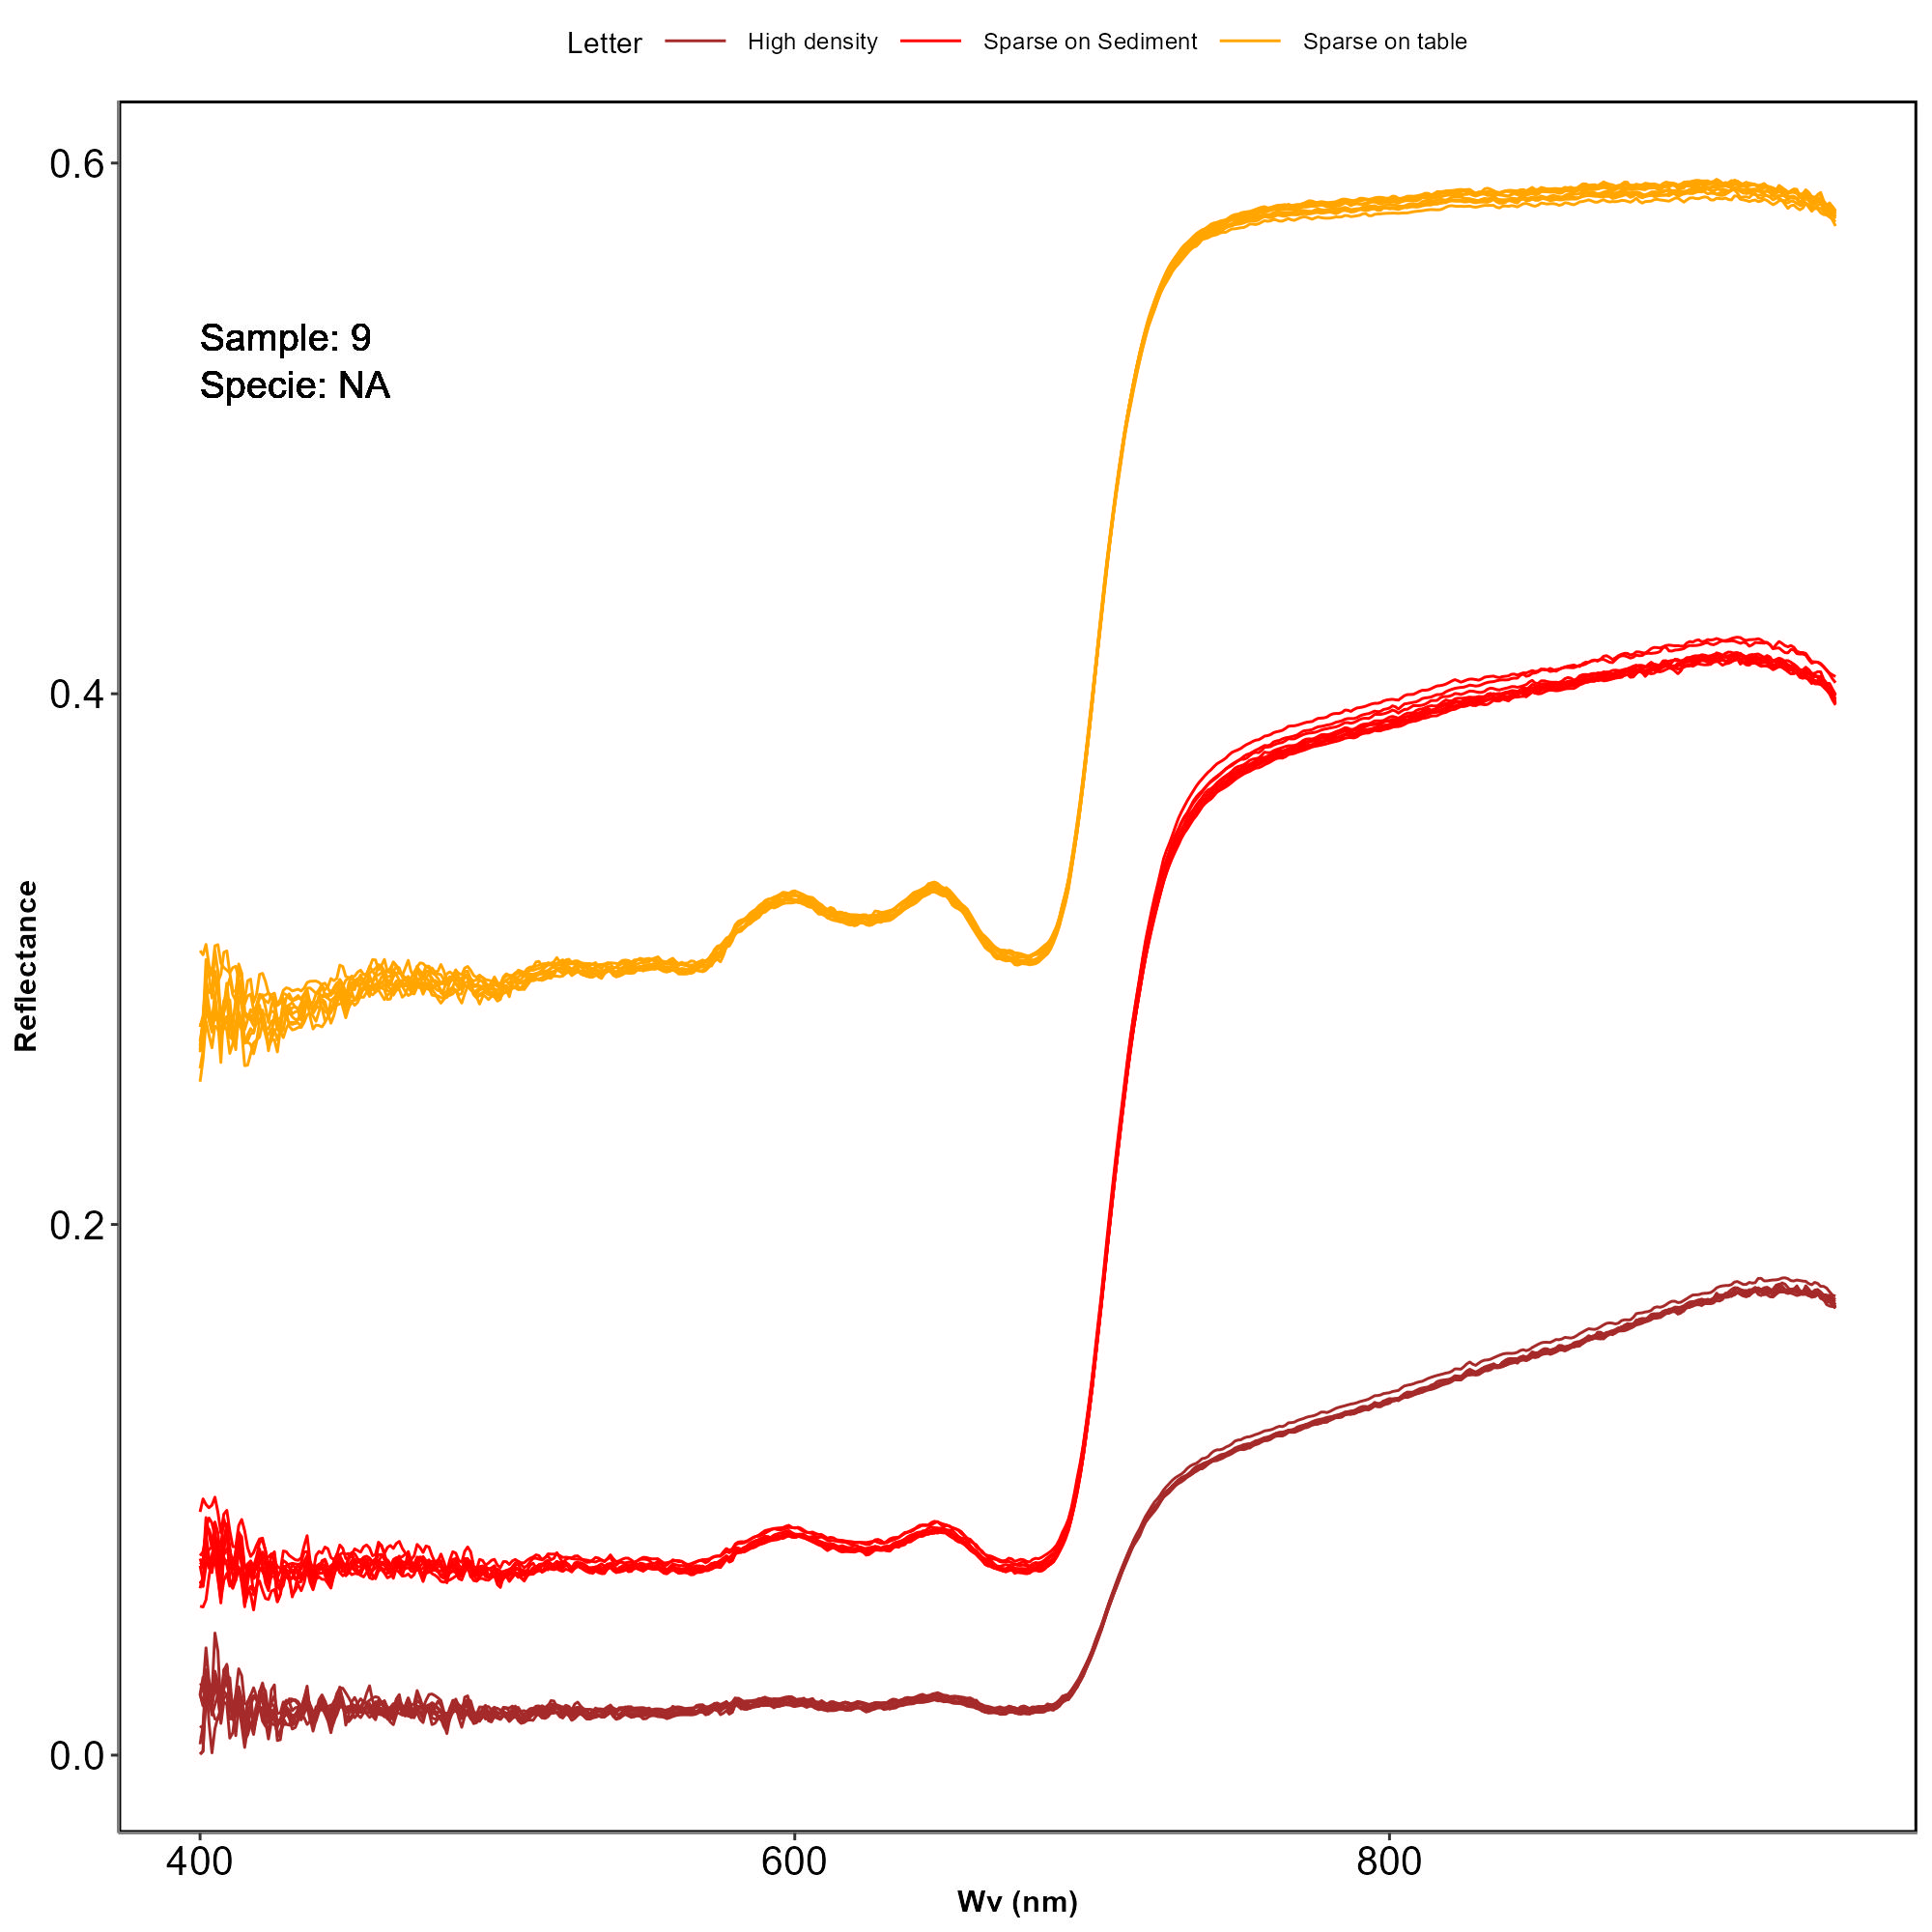 Letter High density Sparse on Sediment Sparse on table
0.6
Sample: 9
Specie: NA
0.4
Reflectance
0.2
0.0
400 600 800
Wv (nm)